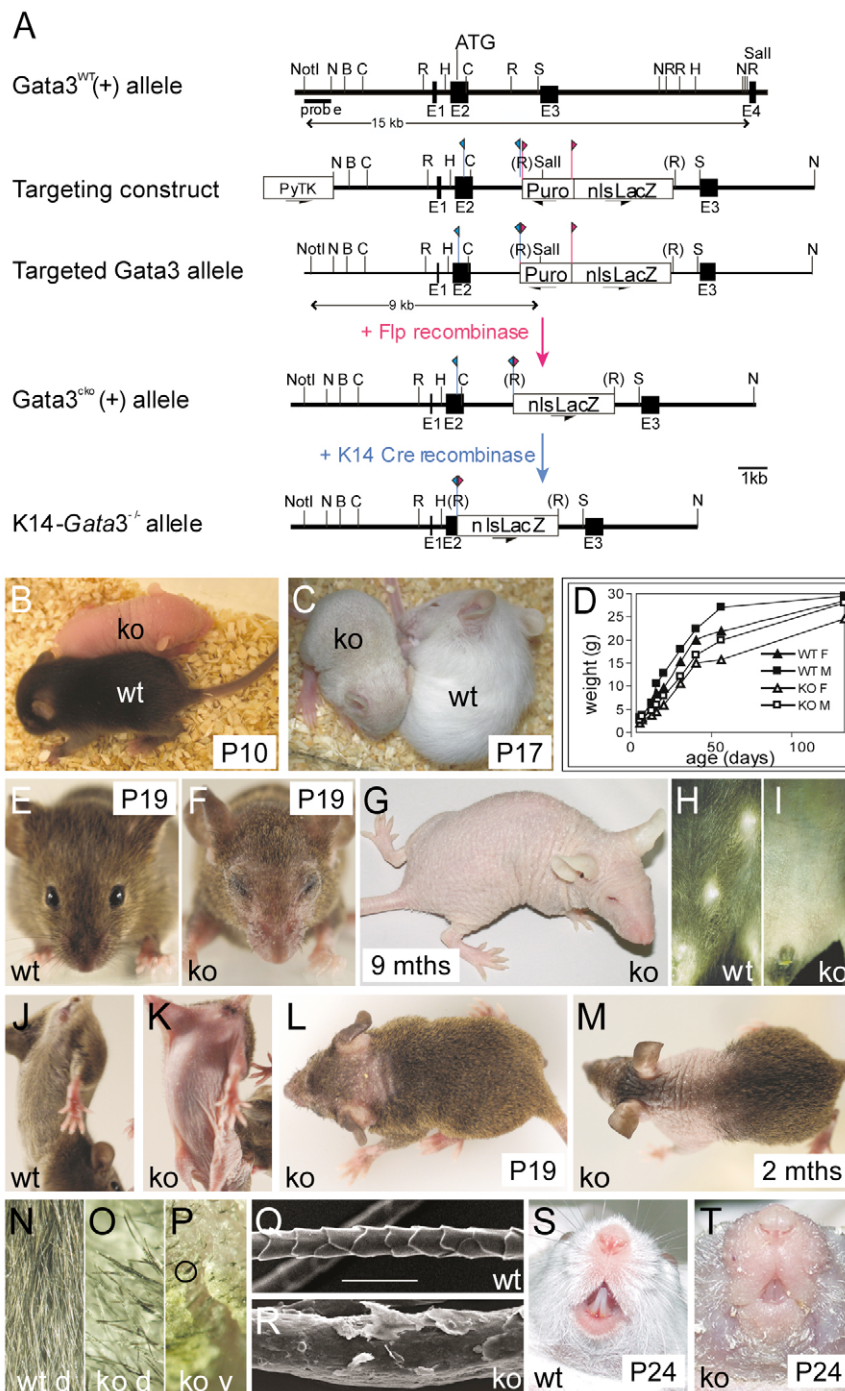 A
ATG
SalI
NotI N B C R H C R S N R R H N R
Gata3WT(+) allele
probe
E1 E2 E3 E4
15 kb
N B C R H C (R) SalI (R) S N
Targeting construct
PyTK
Puro nlsLacZ
E1 E2 E3
NotI N B C R H C (R) SalI (R) S N
Targeted Gata3 allele
Puro nlsLacZ
E1 E2 E3
9 kb
+ Flp recombinase
NotI N B C R H C (R) (R) S N
Gata3cko (+) allele
nlsLacZ
E1 E2 E3
+ K14 Cre recombinase
1kb
NotI N B C R H (R) (R) S N
K14-Gata3-/- allele
nlsLacZ
E1 E2 E3
B
ko
wt
P10
C
ko
wt
P17
D
weight (g)
30
25
20
15
10
5
0
0 50 100
age (days)
WT F
WT M
KO F
KO M
E
P19
wt
F
P19
ko
G
9 mths
ko
H
wt
I
ko
J
wt
K
ko
L
ko
P19
M
ko
2 mths
N
wt d
O
ko d
P
ko v
Q
wt
R
ko
S
wt
P24
T
ko
P24